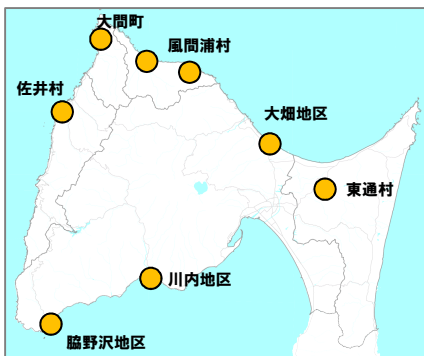 大間町
風間浦村
佐井村
大畑地区
東通村
川内地区
脇野沢地区